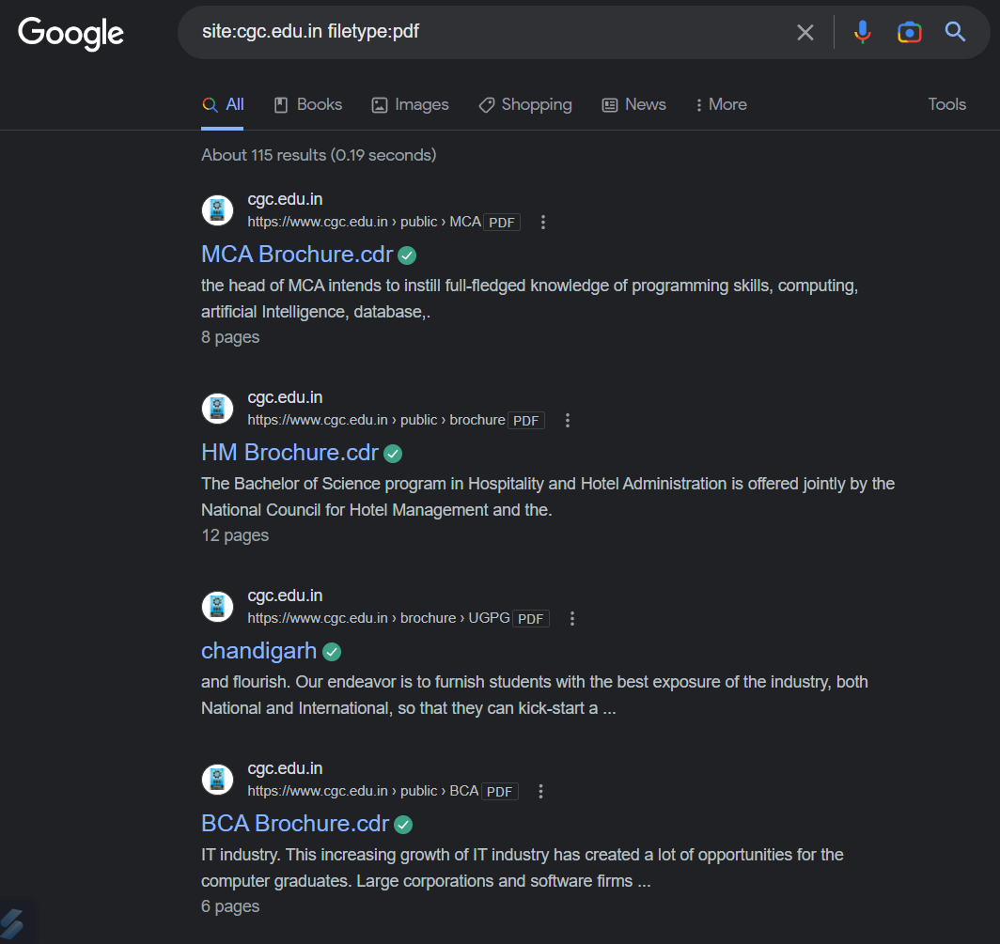 Google
site:cgc.edu.in filetype:pdf
All Books Images Shopping News More Tools
About 115 results (0.19 seconds)
cgc.edu.in
https://www.cgc.edu.in › public › MCA PDF
MCA Brochure.cdr
the head of MCA intends to instill full-fledged knowledge of programming skills, computing,
artificial Intelligence, database,.
8 pages
cgc.edu.in
https://www.cgc.edu.in › public › brochure PDF
HM Brochure.cdr
The Bachelor of Science program in Hospitality and Hotel Administration is offered jointly by the
National Council for Hotel Management and the.
12 pages
cgc.edu.in
https://www.cgc.edu.in › brochure › UGPG PDF
chandigarh
and flourish. Our endeavor is to furnish students with the best exposure of the industry, both
National and International, so that they can kick-start a ...
cgc.edu.in
https://www.cgc.edu.in › public › BCA PDF
BCA Brochure.cdr
IT industry. This increasing growth of IT industry has created a lot of opportunities for the
computer graduates. Large corporations and software firms ...
6 pages